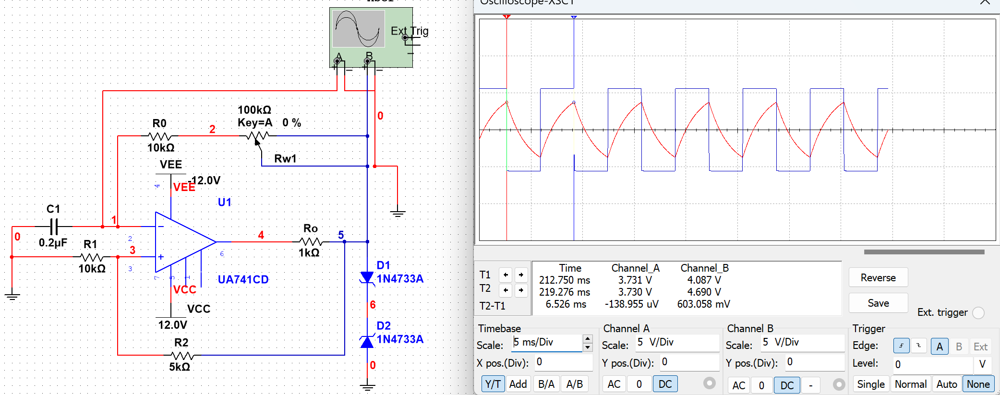 Oscilloscope-XSC1
Ext Trig
A
B
100kΩ
Key=A 0 %
0
R0
2
10kΩ
Rw1
VEE
-12.0V
4
VEE
U1
C1
1
0
0.2µF
R1
2
3
10kΩ
3
7
5
1
6
4
Ro
5
1kΩ
UA741CD
VCC
VCC
12.0V
D1
1N4733A
6
D2
1N4733A
R2
5kΩ
0
Time Channel_A Channel_B
T1 212.750 ms 3.731 V 4.087 V
T2 219.276 ms 3.730 V 4.690 V
T2-T1 6.526 ms -138.955 uV 603.058 mV
Reverse
Save
Ext. trigger
Timebase
Scale: 5 ms/Div
X pos.(Div): 0
Y/T Add B/A A/B
Channel A
Scale: 5 V/Div
Y pos.(Div): 0
AC 0 DC
Channel B
Scale: 5 V/Div
Y pos.(Div): 0
AC 0 DC -
Trigger
Edge: A B Ext
Level: 0 V
Single Normal Auto None